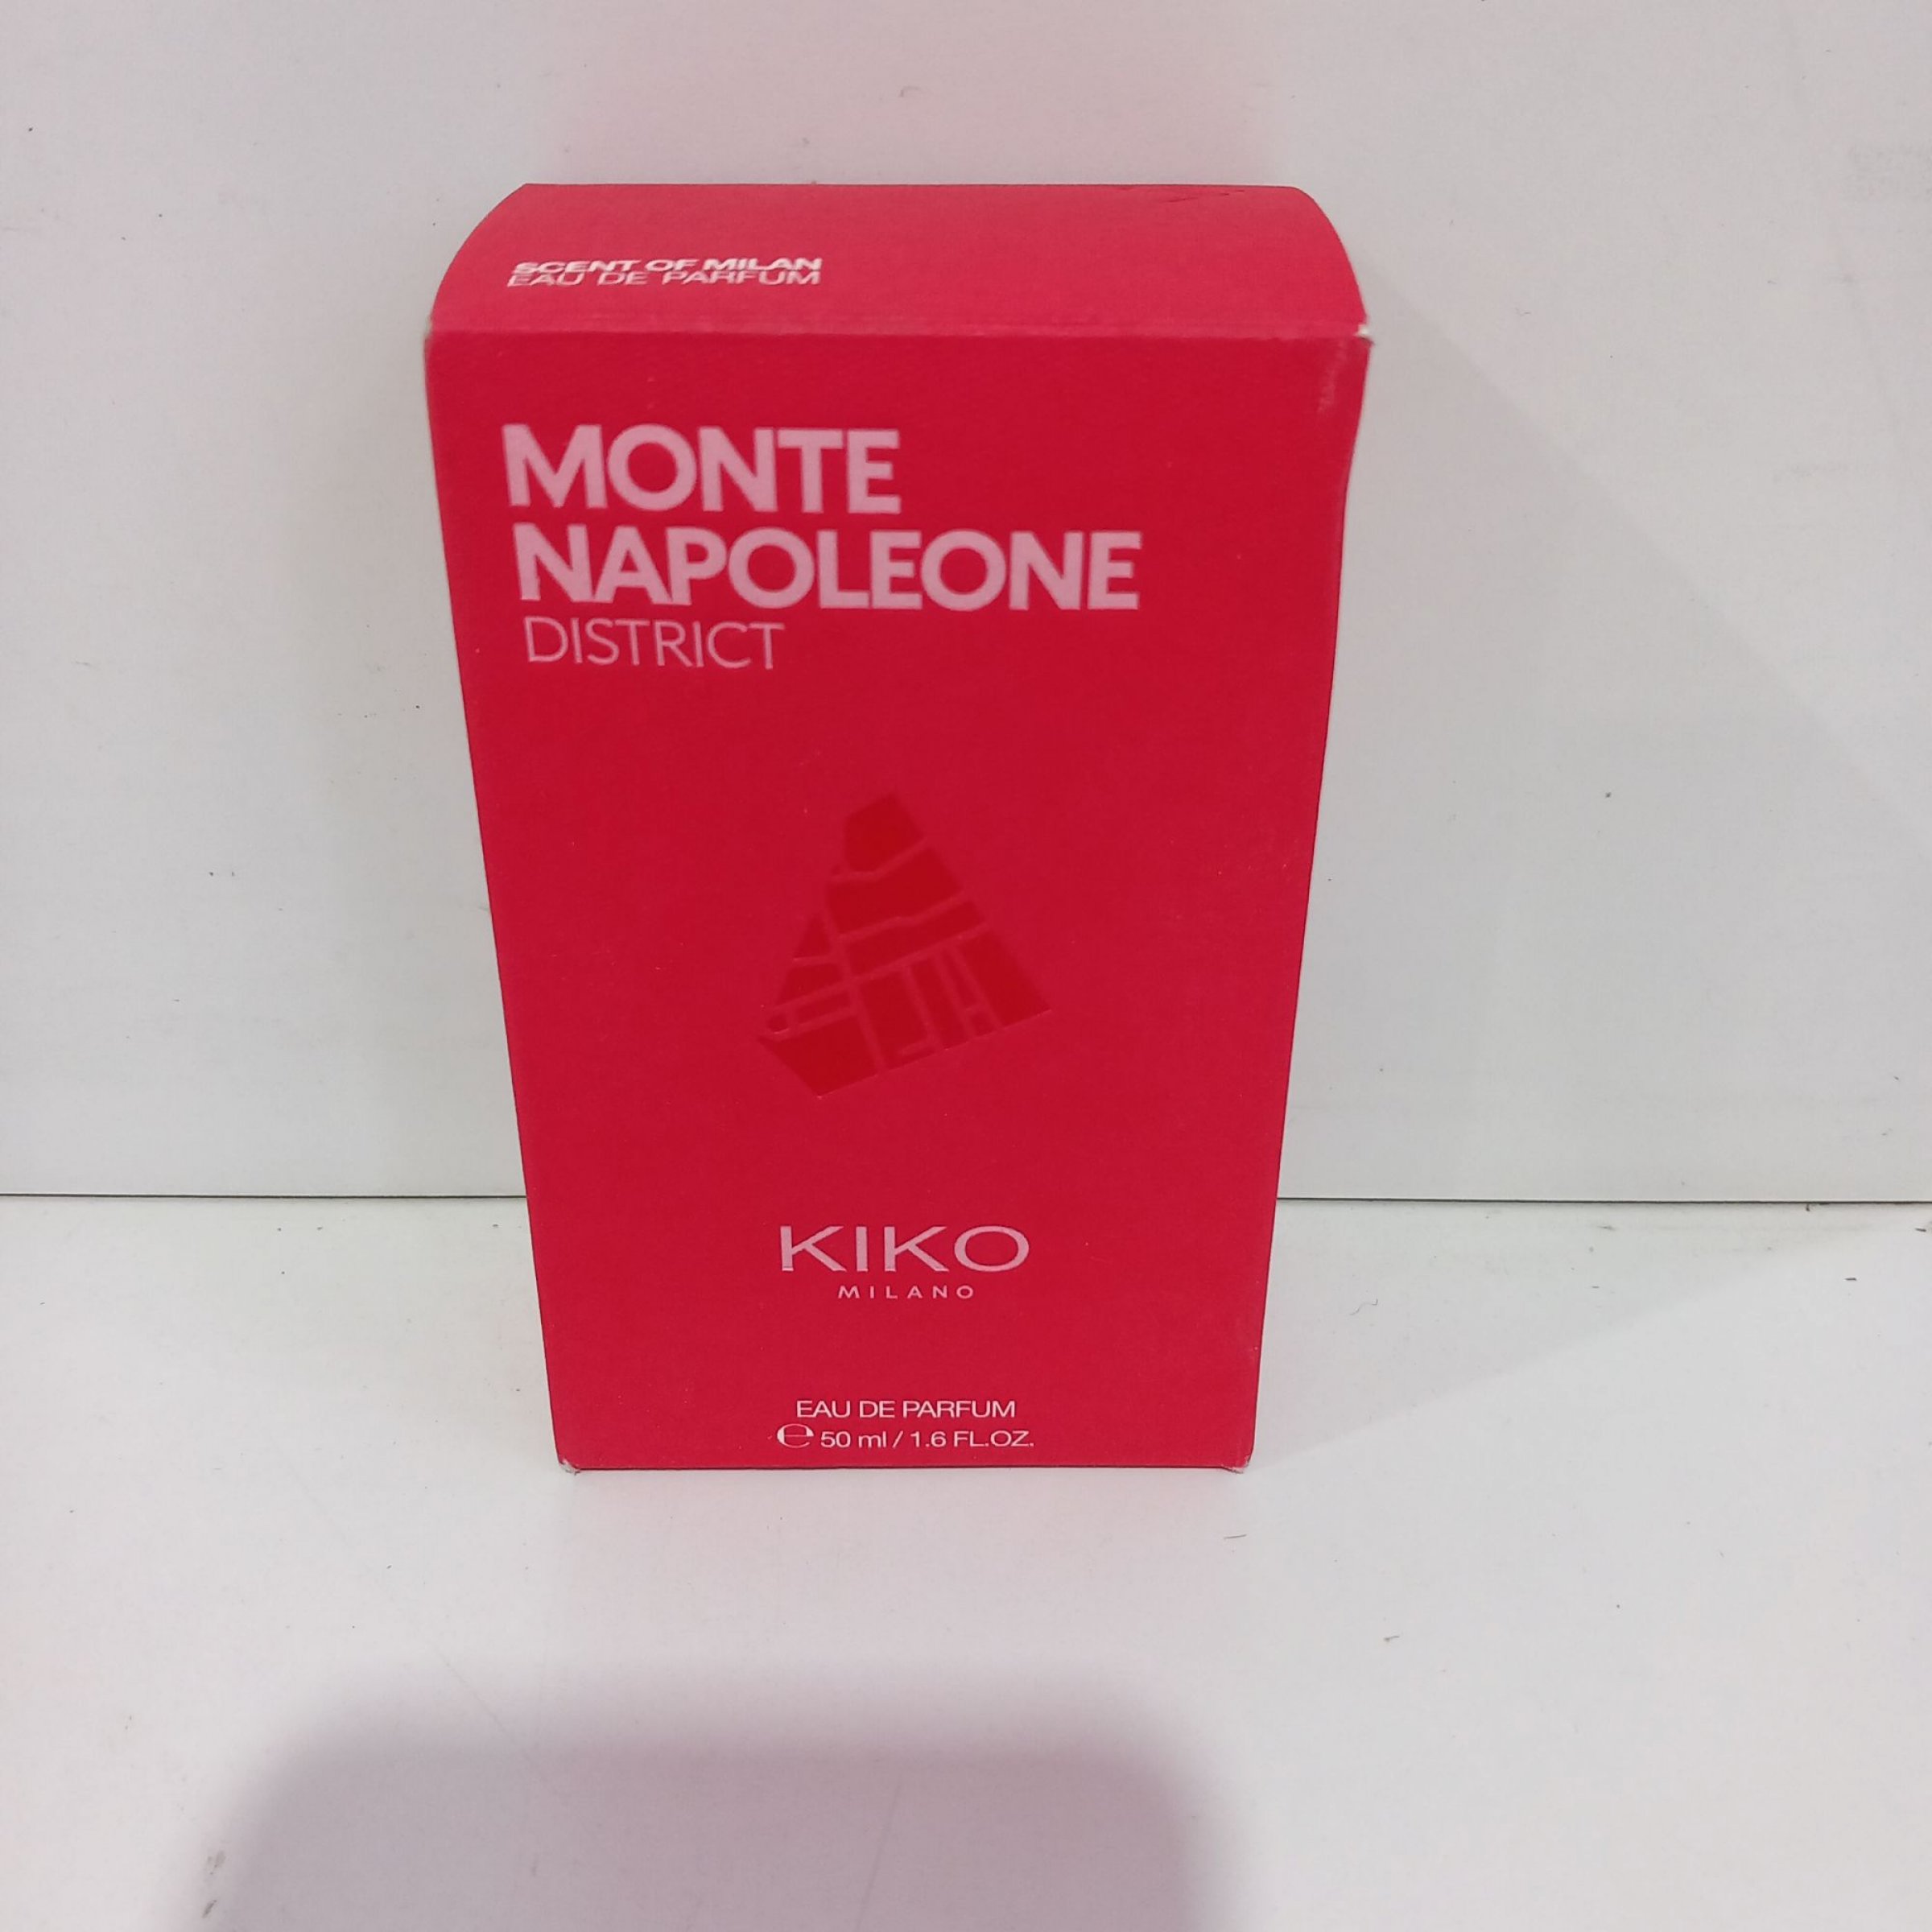 SCENT OF MILAN
EAU DE PARFUM
MONTE
NAPOLEONE
DISTRICT
KIKO
MILANO
EAU DE PARFUM
℮ 50 ml / 1.6 FL.OZ.